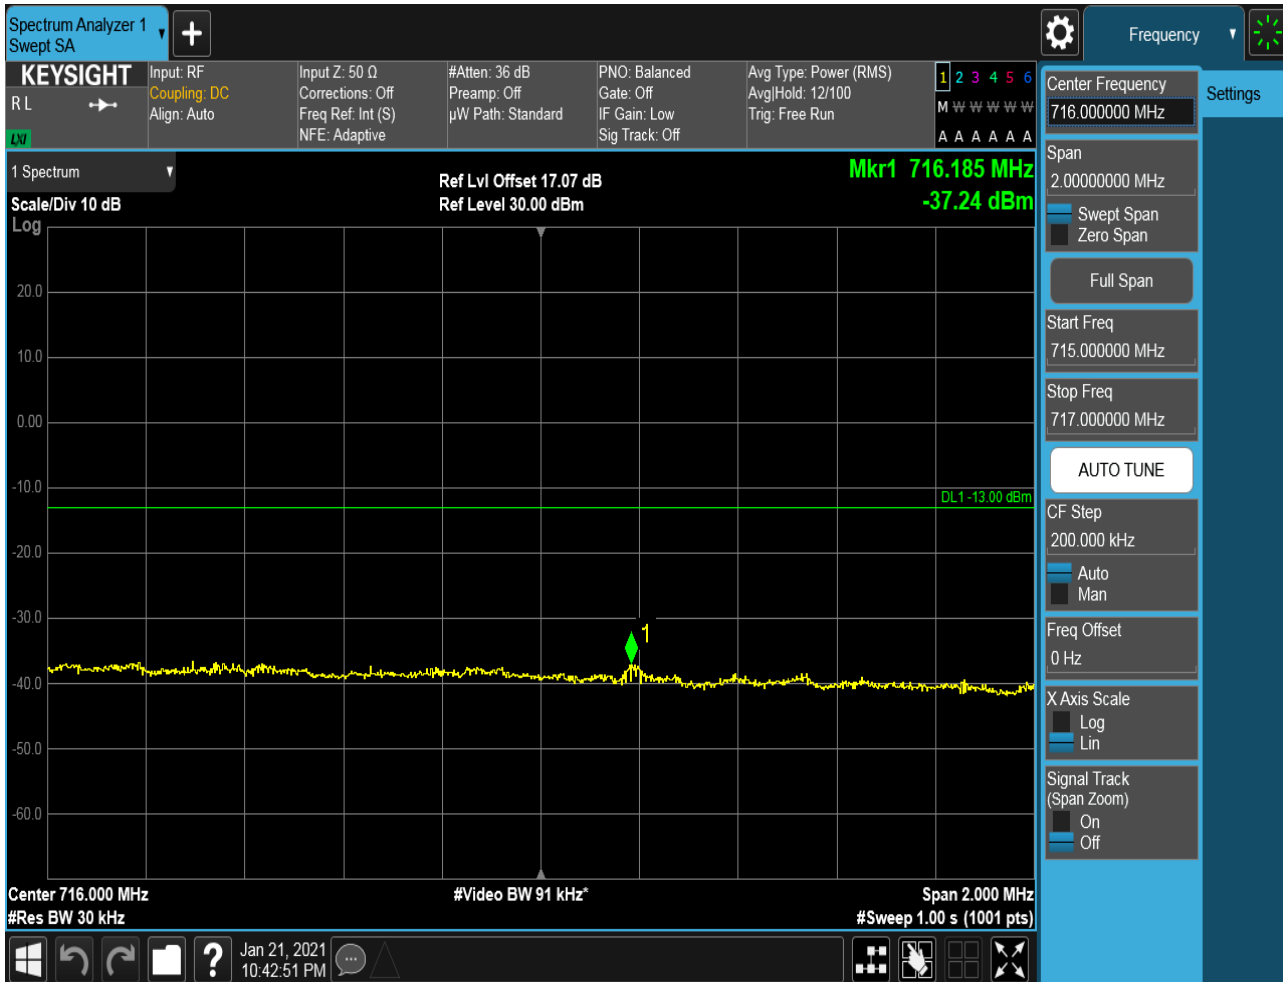 Spectrum Analyzer 1
Swept SA
Frequency
KEYSIGHT
R L
LXI
Input: RF
Coupling: DC
Align: Auto
Input Z: 50 Ω
Corrections: Off
Freq Ref: Int (S)
NFE: Adaptive
#Atten: 36 dB
Preamp: Off
µW Path: Standard
PNO: Balanced
Gate: Off
IF Gain: Low
Sig Track: Off
Avg Type: Power (RMS)
Avg|Hold: 12/100
Trig: Free Run
1 2 3 4 5 6
M W W W W W
A A A A A A
1 Spectrum
Scale/Div 10 dB
Log
Ref Lvl Offset 17.07 dB
Ref Level 30.00 dBm
Mkr1 716.185 MHz
-37.24 dBm
20.0
10.0
0.00
-10.0
DL1 -13.00 dBm
-20.0
-30.0
1
-40.0
-50.0
-60.0
Center 716.000 MHz
#Video BW 91 kHz*
Span 2.000 MHz
#Res BW 30 kHz
#Sweep 1.00 s (1001 pts)
?
Jan 21, 2021
10:42:51 PM
Center Frequency
716.000000 MHz
Settings
Span
2.00000000 MHz
Swept Span
Zero Span
Full Span
Start Freq
715.000000 MHz
Stop Freq
717.000000 MHz
AUTO TUNE
CF Step
200.000 kHz
Auto
Man
Freq Offset
0 Hz
X Axis Scale
Log
Lin
Signal Track
(Span Zoom)
On
Off